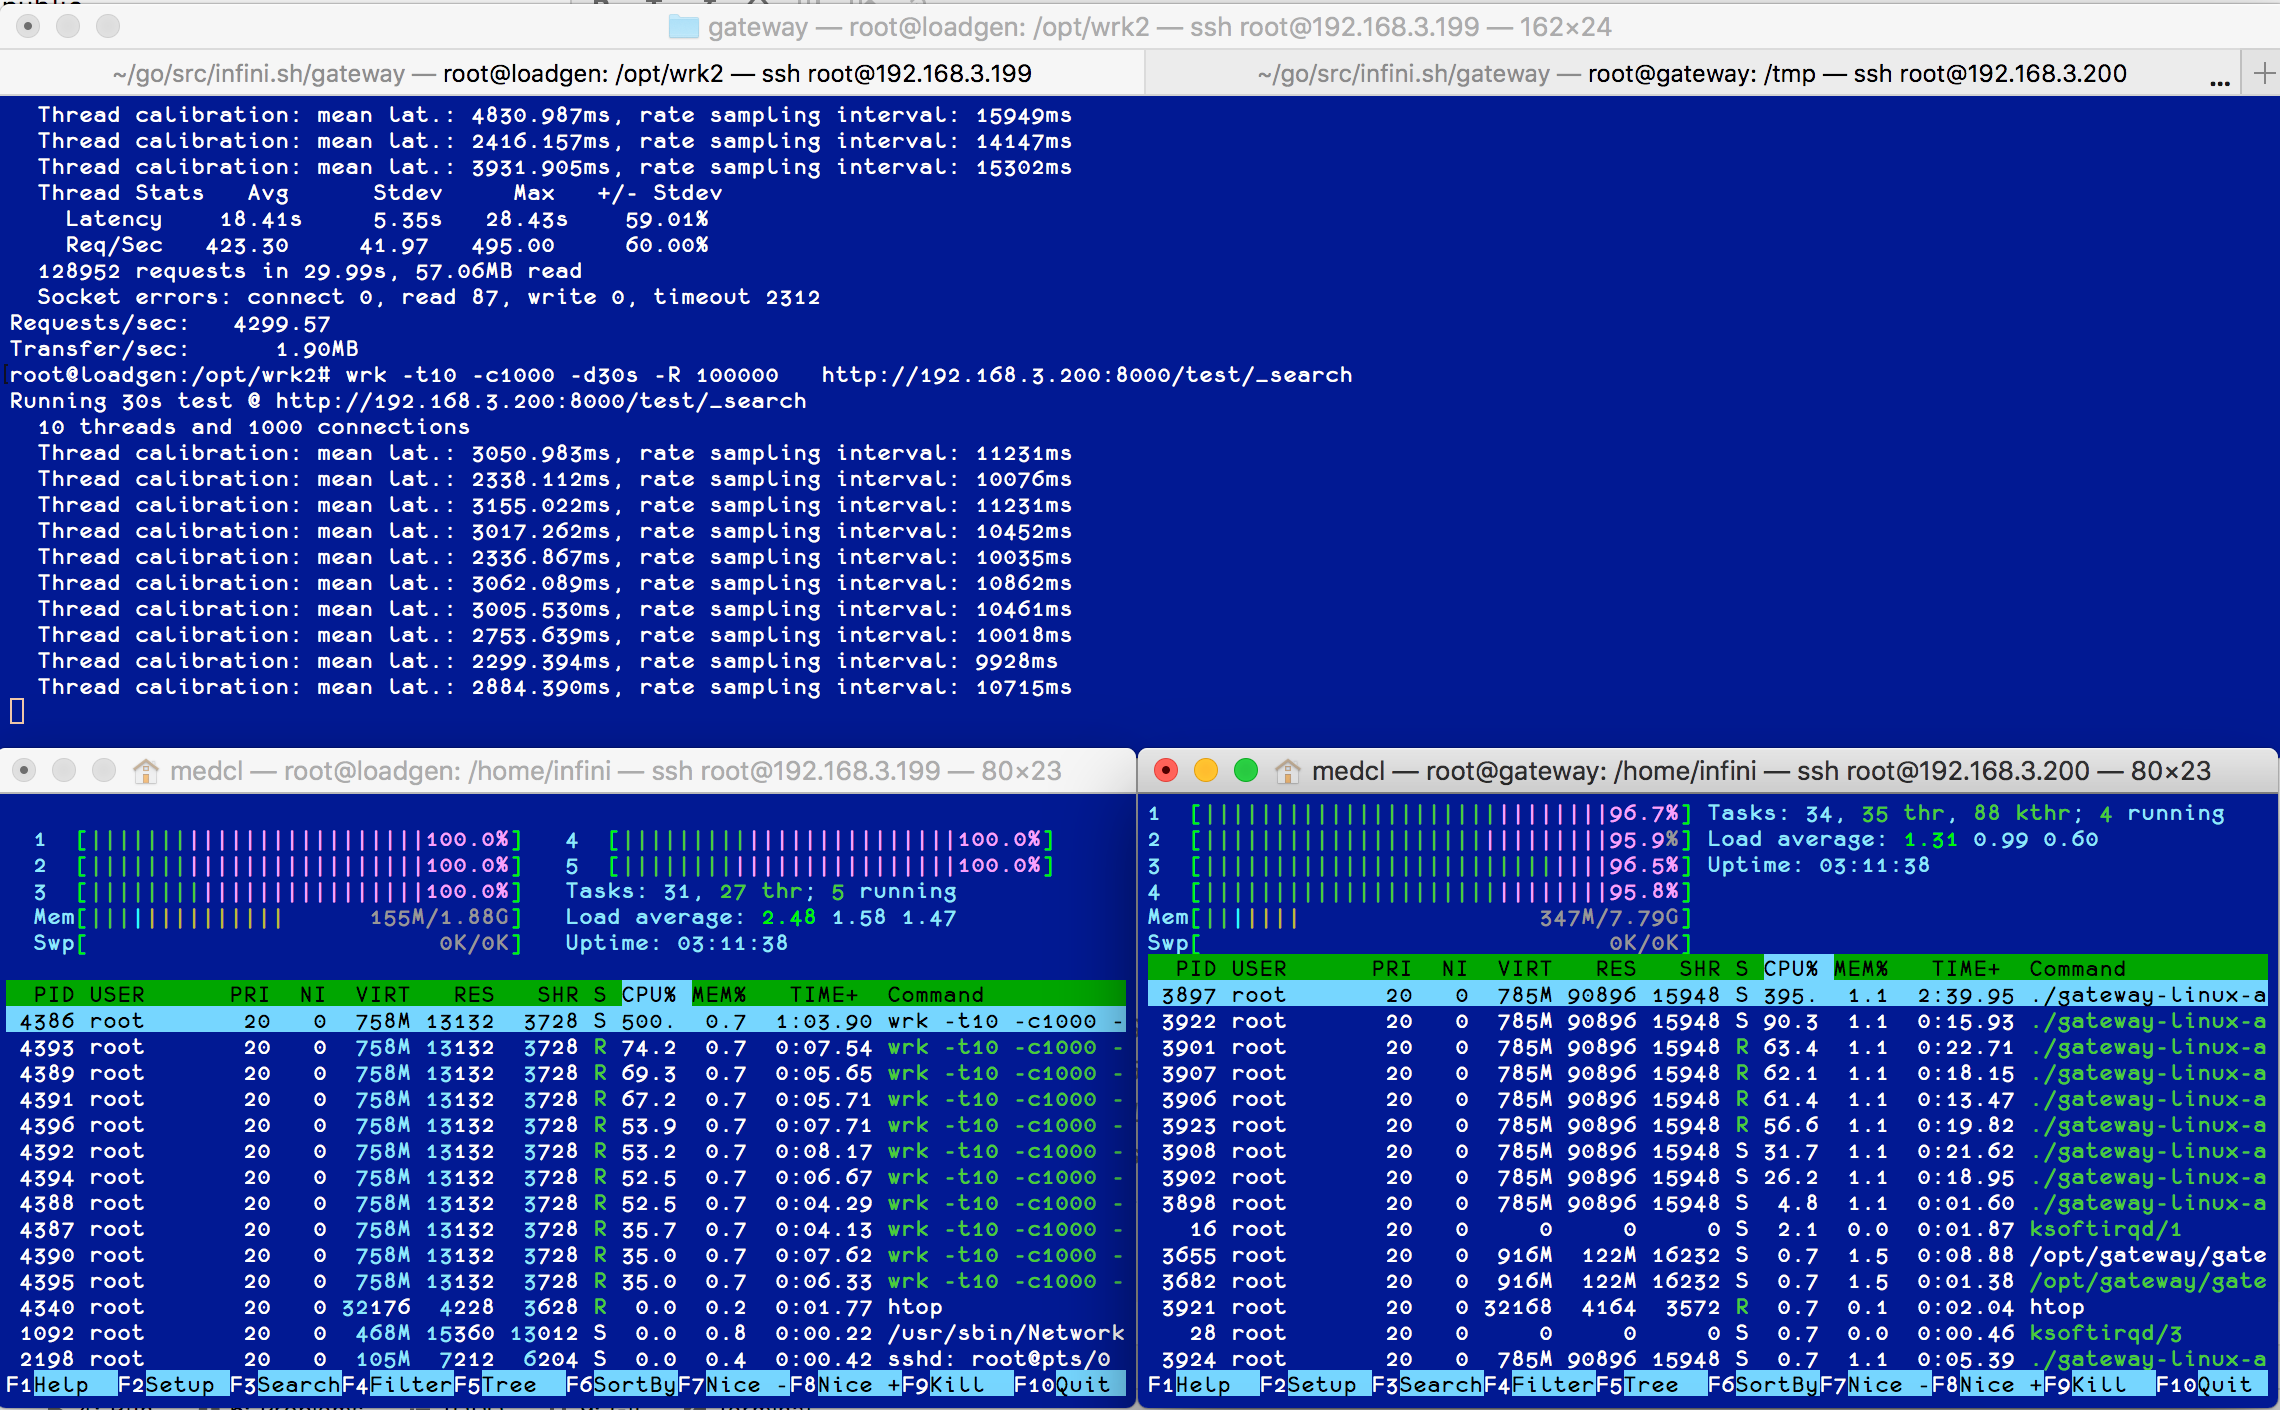 gateway — root@loadgen: /opt/wrk2 — ssh root@192.168.3.199 — 162×24
~/go/src/infini.sh/gateway — root@loadgen: /opt/wrk2 — ssh root@192.168.3.199
~/go/src/infini.sh/gateway — root@gateway: /tmp — ssh root@192.168.3.200 ... +
Thread calibration: mean lat.: 4830.987ms, rate sampling interval: 15949ms
Thread calibration: mean lat.: 2416.157ms, rate sampling interval: 14147ms
Thread calibration: mean lat.: 3931.905ms, rate sampling interval: 15302ms
Thread Stats Avg Stdev Max +/- Stdev
Latency 18.41s 5.35s 28.43s 59.01%
Req/Sec 423.30 41.97 495.00 60.00%
128952 requests in 29.99s, 57.06MB read
Socket errors: connect 0, read 87, write 0, timeout 2312
Requests/sec: 4299.57
Transfer/sec: 1.90MB
root@loadgen:/opt/wrk2# wrk -t10 -c1000 -d30s -R 100000 http://192.168.3.200:8000/test/_search
Running 30s test @ http://192.168.3.200:8000/test/_search
10 threads and 1000 connections
Thread calibration: mean lat.: 3050.983ms, rate sampling interval: 11231ms
Thread calibration: mean lat.: 2338.112ms, rate sampling interval: 10076ms
Thread calibration: mean lat.: 3155.022ms, rate sampling interval: 11231ms
Thread calibration: mean lat.: 3017.262ms, rate sampling interval: 10452ms
Thread calibration: mean lat.: 2336.867ms, rate sampling interval: 10035ms
Thread calibration: mean lat.: 3062.089ms, rate sampling interval: 10862ms
Thread calibration: mean lat.: 3005.530ms, rate sampling interval: 10461ms
Thread calibration: mean lat.: 2753.639ms, rate sampling interval: 10018ms
Thread calibration: mean lat.: 2299.394ms, rate sampling interval: 9928ms
Thread calibration: mean lat.: 2884.390ms, rate sampling interval: 10715ms
medcl — root@loadgen: /home/infini — ssh root@192.168.3.199 — 80×23
1 [||||||||||||||||||||||||100.0%] 4 [||||||||||||||||||||||||100.0%]
2 [||||||||||||||||||||||||100.0%] 5 [||||||||||||||||||||||||100.0%]
3 [||||||||||||||||||||||||100.0%] Tasks: 31, 27 thr; 5 running
Mem[|||||||||||||| 155M/1.88G] Load average: 2.48 1.58 1.47
Swp[ 0K/0K] Uptime: 03:11:38
PID USER PRI NI VIRT RES SHR S CPU% MEM% TIME+ Command
4386 root 20 0 758M 13132 3728 S 500. 0.7 1:03.90 wrk -t10 -c1000 -
4393 root 20 0 758M 13132 3728 R 74.2 0.7 0:07.54 wrk -t10 -c1000 -
4389 root 20 0 758M 13132 3728 R 69.3 0.7 0:05.65 wrk -t10 -c1000 -
4391 root 20 0 758M 13132 3728 R 67.2 0.7 0:05.71 wrk -t10 -c1000 -
4396 root 20 0 758M 13132 3728 R 53.9 0.7 0:07.71 wrk -t10 -c1000 -
4392 root 20 0 758M 13132 3728 R 53.2 0.7 0:08.17 wrk -t10 -c1000 -
4394 root 20 0 758M 13132 3728 R 52.5 0.7 0:06.67 wrk -t10 -c1000 -
4388 root 20 0 758M 13132 3728 R 52.5 0.7 0:04.29 wrk -t10 -c1000 -
4387 root 20 0 758M 13132 3728 R 35.7 0.7 0:04.13 wrk -t10 -c1000 -
4390 root 20 0 758M 13132 3728 R 35.0 0.7 0:07.62 wrk -t10 -c1000 -
4395 root 20 0 758M 13132 3728 R 35.0 0.7 0:06.33 wrk -t10 -c1000 -
4340 root 20 0 32176 4228 3628 R 0.0 0.2 0:01.77 htop
1092 root 20 0 468M 15360 13012 S 0.0 0.8 0:00.22 /usr/sbin/Network
2198 root 20 0 105M 7212 6204 S 0.0 0.4 0:00.42 sshd: root@pts/0
F1Help F2Setup F3SearchF4FilterF5Tree F6SortByF7Nice -F8Nice +F9Kill F10Quit
medcl — root@gateway: /home/infini — ssh root@192.168.3.200 — 80×23
1 [||||||||||||||||||||||||||||||96.7%] Tasks: 34, 35 thr, 88 kthr; 4 running
2 [||||||||||||||||||||||||||||||95.9%] Load average: 1.31 0.99 0.60
3 [||||||||||||||||||||||||||||||96.5%] Uptime: 03:11:38
4 [||||||||||||||||||||||||||||||95.8%]
Mem[||||||| 347M/7.79G]
Swp[ 0K/0K]
PID USER PRI NI VIRT RES SHR S CPU% MEM% TIME+ Command
3897 root 20 0 785M 90896 15948 S 395. 1.1 2:39.95 ./gateway-linux-a
3922 root 20 0 785M 90896 15948 S 90.3 1.1 0:15.93 ./gateway-linux-a
3901 root 20 0 785M 90896 15948 R 63.4 1.1 0:22.71 ./gateway-linux-a
3907 root 20 0 785M 90896 15948 R 62.1 1.1 0:18.15 ./gateway-linux-a
3906 root 20 0 785M 90896 15948 R 61.4 1.1 0:13.47 ./gateway-linux-a
3923 root 20 0 785M 90896 15948 R 56.6 1.1 0:19.82 ./gateway-linux-a
3908 root 20 0 785M 90896 15948 S 31.7 1.1 0:21.62 ./gateway-linux-a
3902 root 20 0 785M 90896 15948 S 26.2 1.1 0:18.95 ./gateway-linux-a
3898 root 20 0 785M 90896 15948 S 4.8 1.1 0:01.60 ./gateway-linux-a
16 root 20 0 0 0 0 S 2.1 0.0 0:01.87 ksoftirqd/1
3655 root 20 0 916M 122M 16232 S 0.7 1.5 0:08.88 /opt/gateway/gate
3682 root 20 0 916M 122M 16232 S 0.7 1.5 0:01.38 /opt/gateway/gate
3921 root 20 0 32168 4164 3572 R 0.7 0.1 0:02.04 htop
28 root 20 0 0 0 0 S 0.7 0.0 0:00.46 ksoftirqd/3
3924 root 20 0 785M 90896 15948 S 0.7 1.1 0:05.39 ./gateway-linux-a
F1Help F2Setup F3SearchF4FilterF5Tree F6SortByF7Nice -F8Nice +F9Kill F10Quit